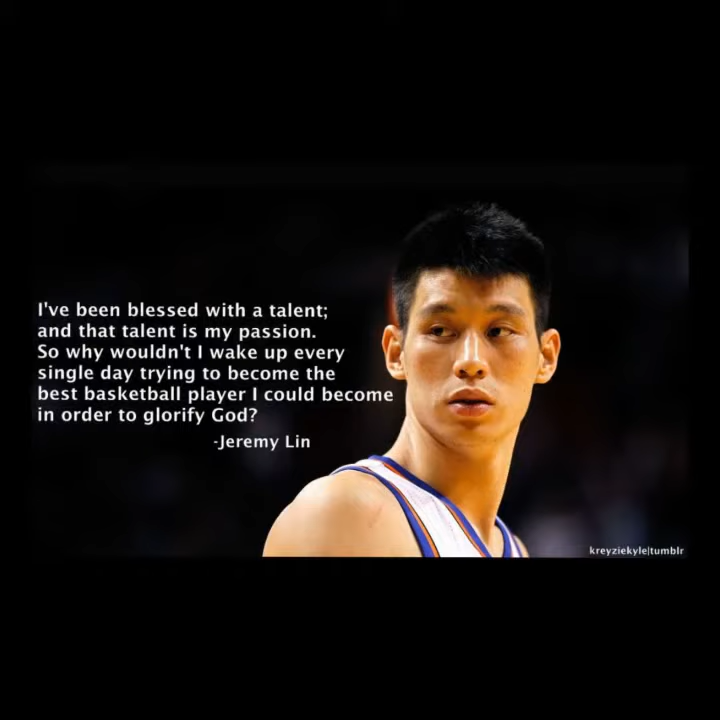 I've been blessed with a talent;
and that talent is my passion.
So why wouldn't I wake up every
single day trying to become the
best basketball player I could become
in order to glorify God?
-Jeremy Lin
kreyziekyle|tumblr